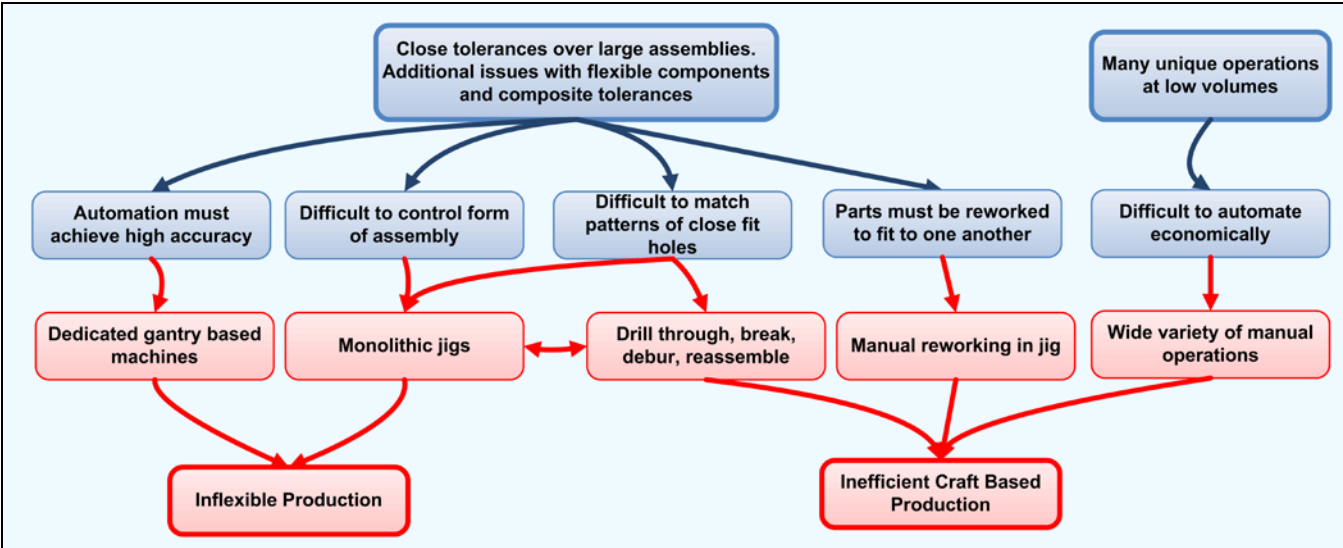 Close tolerances over large assemblies.
Additional issues with flexible components
and composite tolerances
Many unique operations
at low volumes
Automation must
achieve high accuracy
Difficult to control form
of assembly
Difficult to match
patterns of close fit
holes
Parts must be reworked
to fit to one another
Difficult to automate
economically
Dedicated gantry based
machines
Monolithic jigs
Drill through, break,
debur, reassemble
Manual reworking in jig
Wide variety of manual
operations
Inflexible Production
Inefficient Craft Based
Production